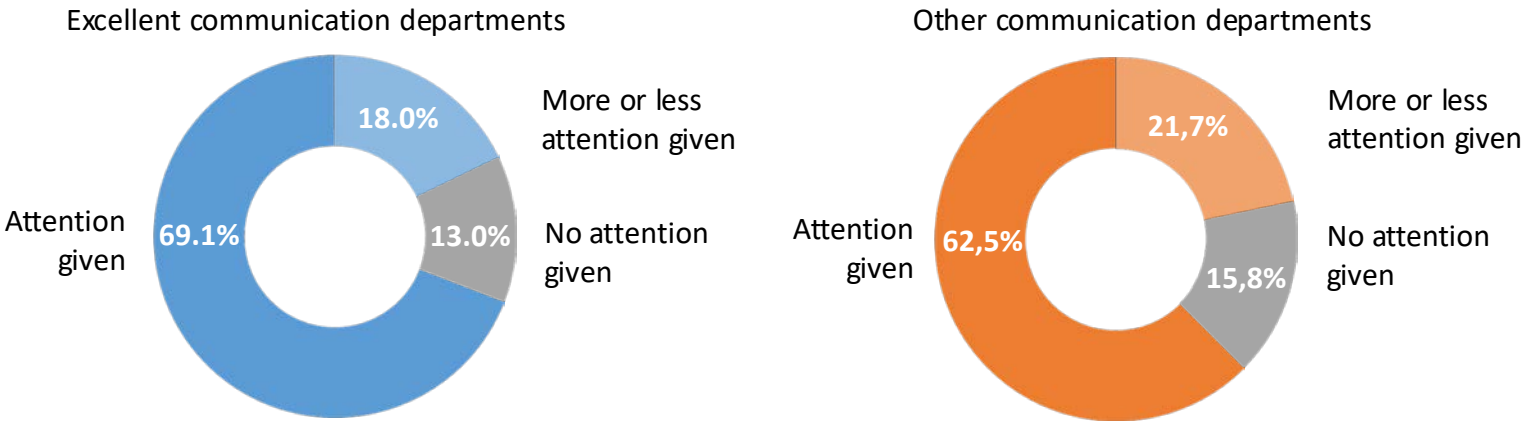 Excellent communication departments
18.0%
More or less
attention given
Attention
given
69.1%
13.0%
No attention
given
Other communication departments
21,7%
More or less
attention given
Attention
given
62,5%
15,8%
No attention
given